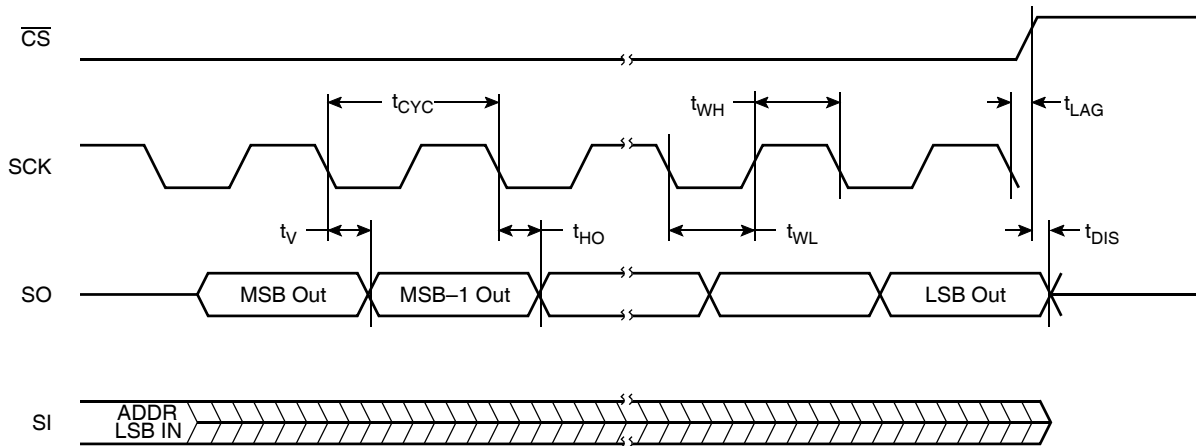 CS
tCYC
tWH
tLAG
SCK
tV
tHO
tWL
tDIS
SO
MSB Out
MSB–1 Out
LSB Out
SI
ADDR
LSB IN